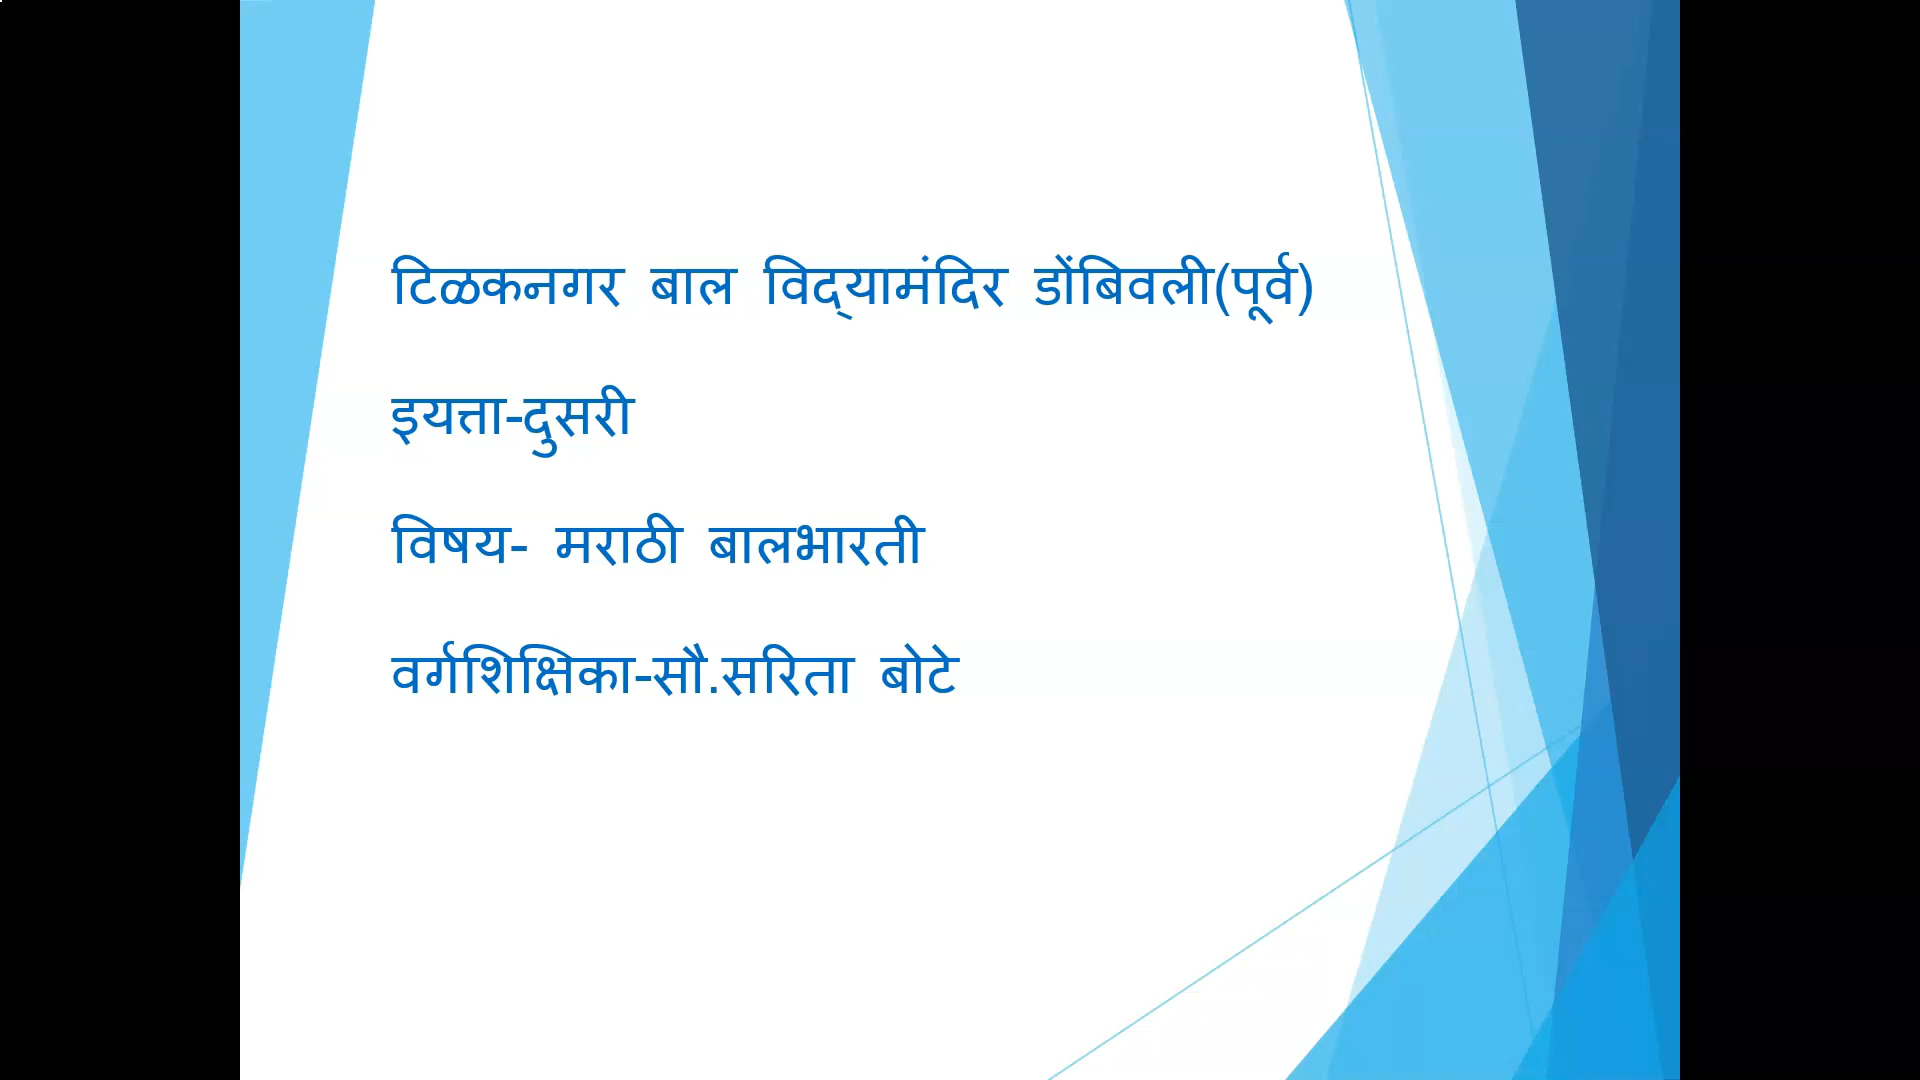 टिळकनगर बाल विद्‌यामंदिर डोंबिवली(पूर्व)
इयत्ता-दुसरी
विषय- मराठी बालभारती
वर्गशिक्षिका-सौ.सरिता बोटे